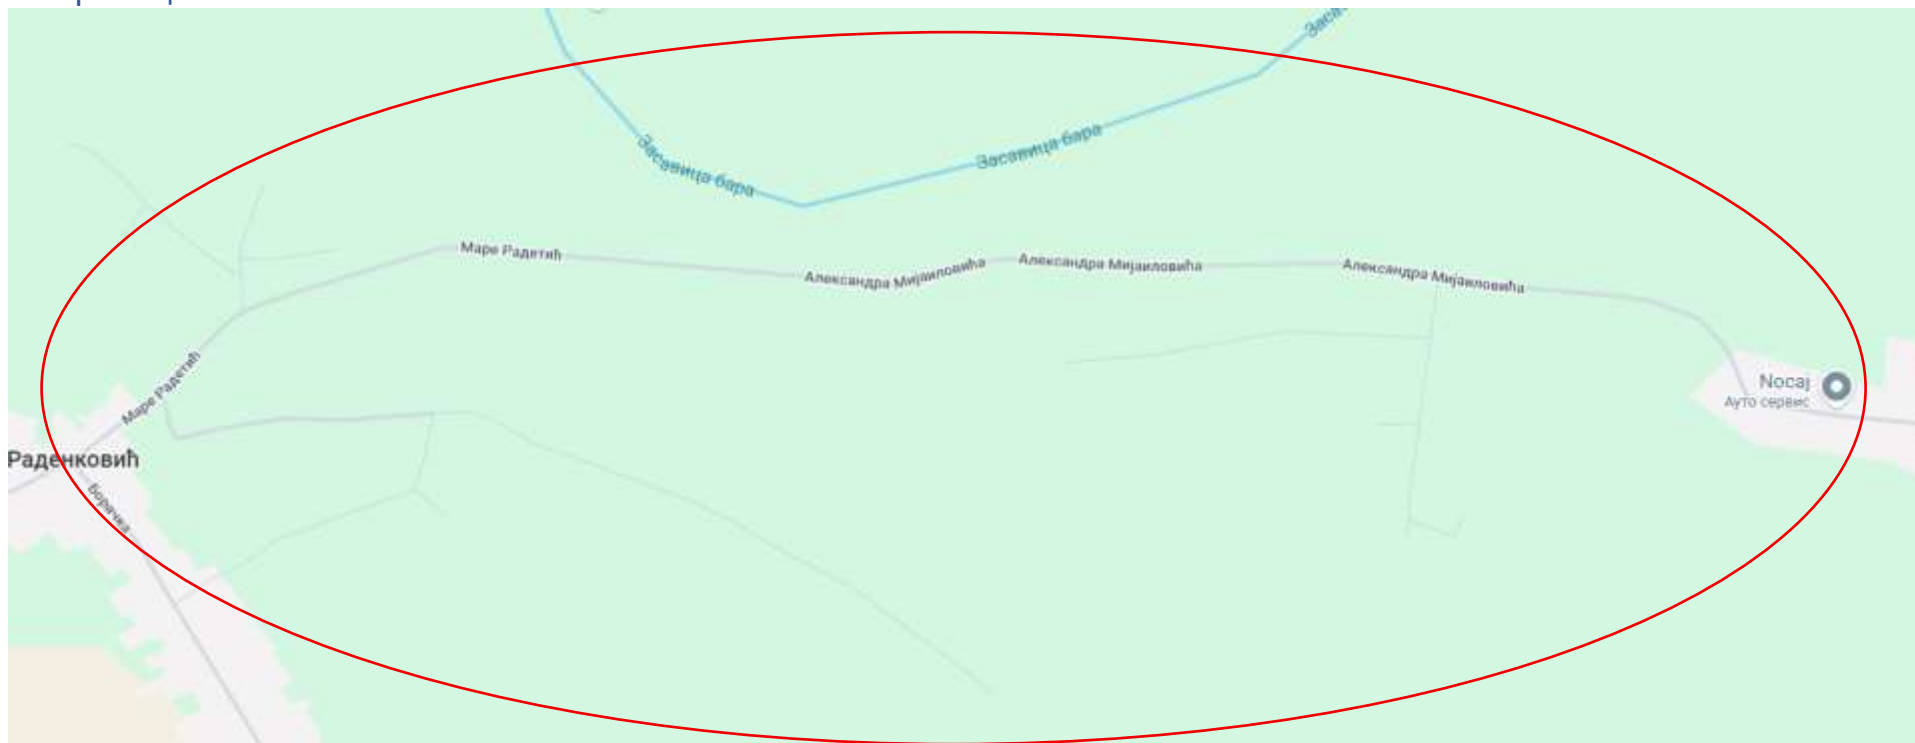 Засавица бара
Засавица бара
Маре Радетић
Александра Мијаиловића
Александра Мијаиловића
Александра Мијаиловића
Маре Радетић
Nocaj
Ауто сервис
Раденковић
Борачка